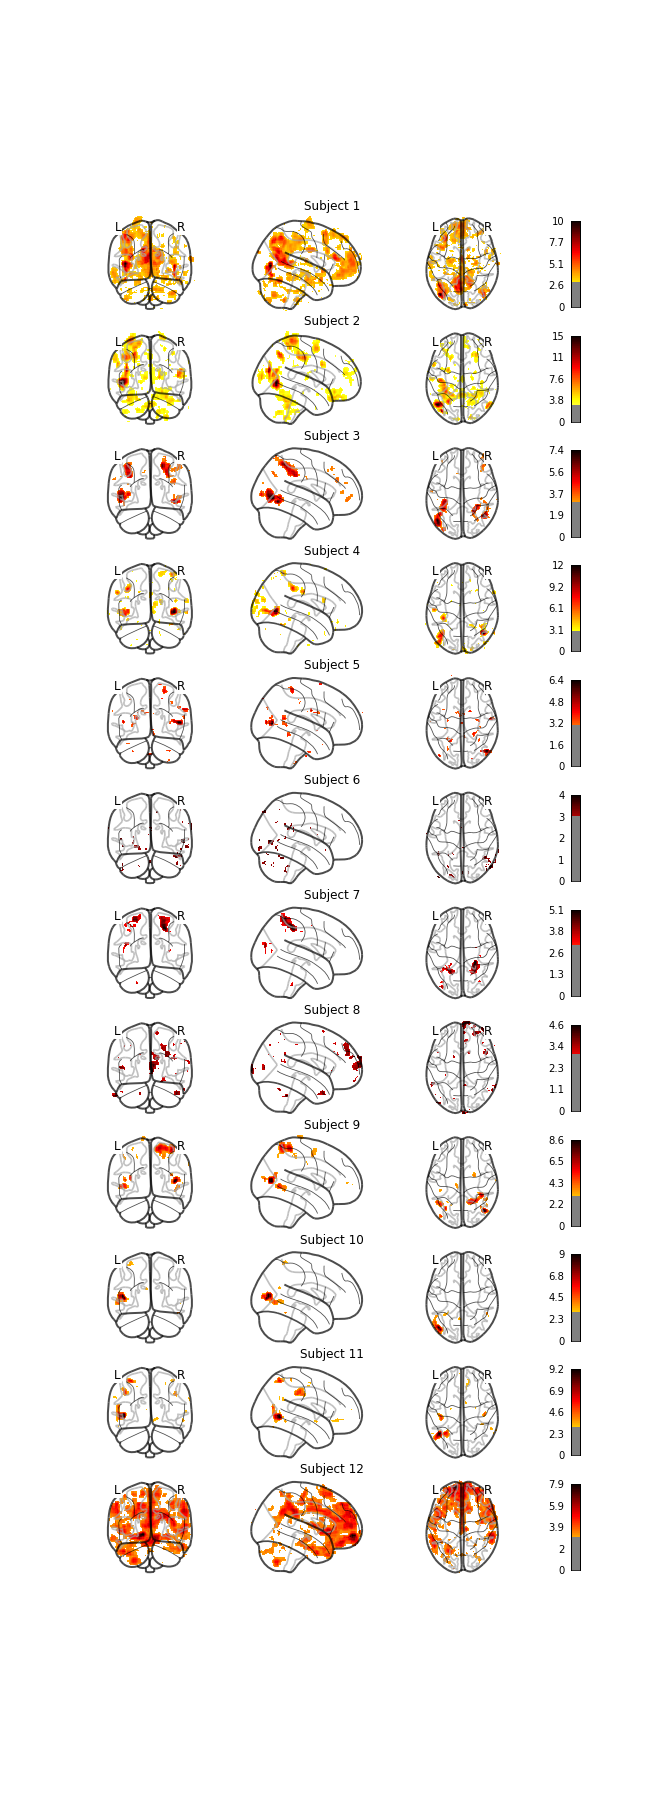 Subject 1
L R L R 10
7.7
5.1
2.6
0
Subject 2
L R L R 15
11
7.6
3.8
0
Subject 3
L R L R 7.4
5.6
3.7
1.9
0
Subject 4
L R L R 12
9.2
6.1
3.1
0
Subject 5
L R L R 6.4
4.8
3.2
1.6
0
Subject 6
L R L R 4
3
2
1
0
Subject 7
L R L R 5.1
3.8
2.6
1.3
0
Subject 8
L R L R 4.6
3.4
2.3
1.1
0
Subject 9
L R L R 8.6
6.5
4.3
2.2
0
Subject 10
L R L R 9
6.8
4.5
2.3
0
Subject 11
L R L R 9.2
6.9
4.6
2.3
0
Subject 12
L R L R 7.9
5.9
3.9
2
0